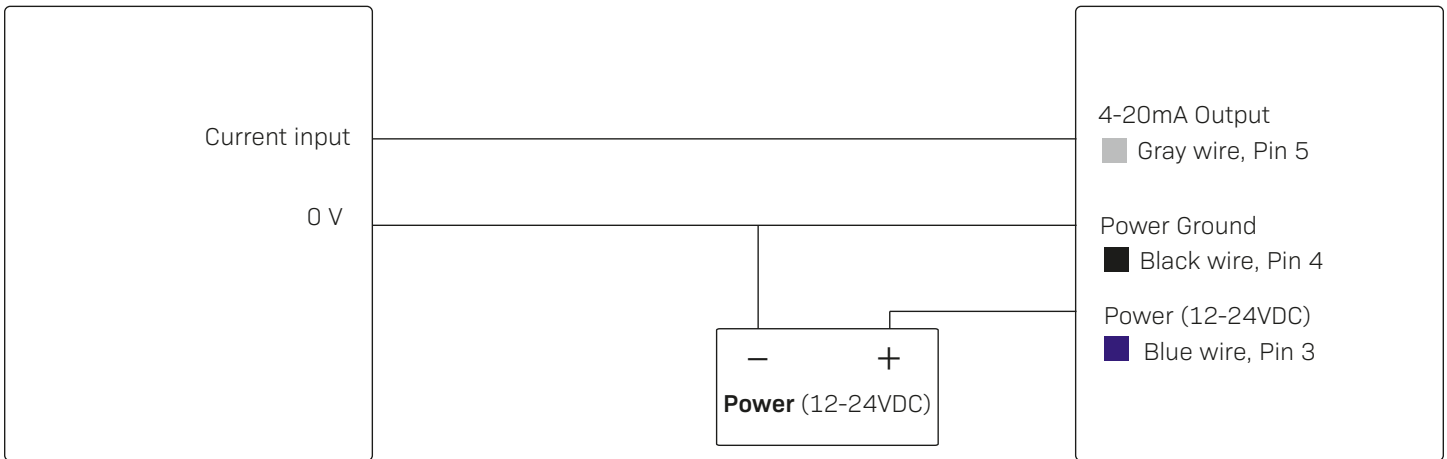 Current input
0 V
− +
Power (12-24VDC)
4-20mA Output
Gray wire, Pin 5
Power Ground
Black wire, Pin 4
Power (12-24VDC)
Blue wire, Pin 3